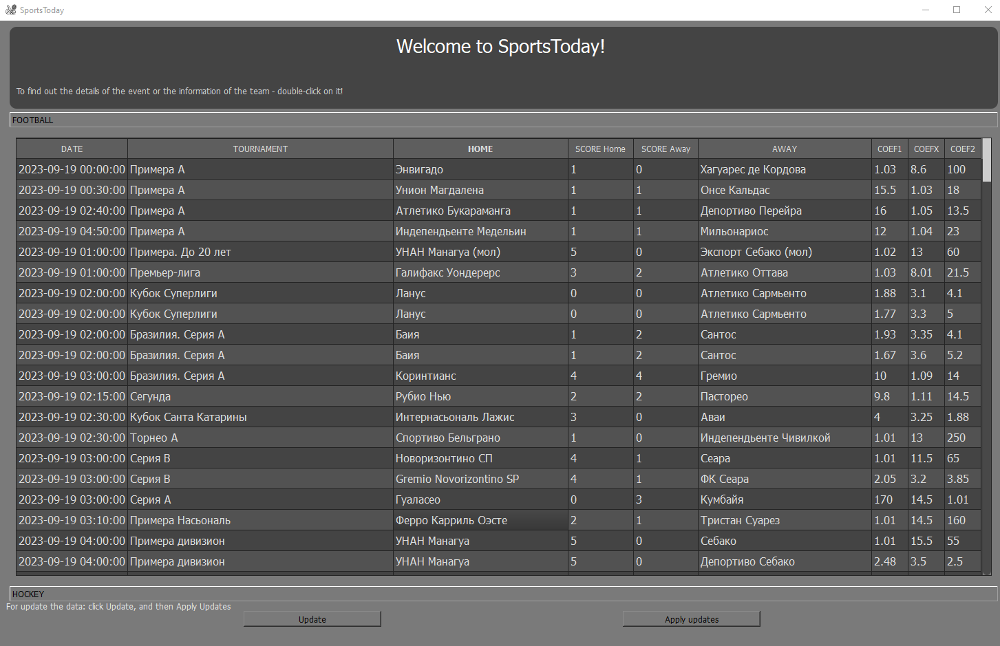 SportsToday
Welcome to SportsToday!
To find out the details of the event or the information of the team - double-click on it!
FOOTBALL
DATE TOURNAMENT HOME SCORE Home SCORE Away AWAY COEF1 COEFX COEF2
2023-09-19 00:00:00 Примера А Энвигадо 1 0 Хагуарес де Кордова 1.03 8.6 100
2023-09-19 00:30:00 Примера А Унион Магдалена 1 1 Онсе Кальдас 15.5 1.03 18
2023-09-19 02:40:00 Примера А Атлетико Букараманга 1 1 Депортиво Перейра 16 1.05 13.5
2023-09-19 04:50:00 Примера А Индепендьенте Медельин 1 1 Мильонариос 12 1.04 23
2023-09-19 01:00:00 Примера. До 20 лет УНАН Манагуа (мол) 5 0 Экспорт Себако (мол) 1.02 13 60
2023-09-19 01:00:00 Премьер-лига Галифакс Уондерерс 3 2 Атлетико Оттава 1.03 8.01 21.5
2023-09-19 02:00:00 Кубок Суперлиги Ланус 0 0 Атлетико Сармьенто 1.88 3.1 4.1
2023-09-19 02:00:00 Кубок Суперлиги Ланус 0 0 Атлетико Сармьенто 1.77 3.3 5
2023-09-19 02:00:00 Бразилия. Серия А Баия 1 2 Сантос 1.93 3.35 4.1
2023-09-19 02:00:00 Бразилия. Серия А Баия 1 2 Сантос 1.67 3.6 5.2
2023-09-19 03:00:00 Бразилия. Серия А Коринтианс 4 4 Гремио 10 1.09 14
2023-09-19 02:15:00 Сегунда Рубио Нью 2 2 Пасторео 9.8 1.11 14.5
2023-09-19 02:30:00 Кубок Санта Катарины Интернасьональ Лажис 3 0 Аваи 4 3.25 1.88
2023-09-19 02:30:00 Торнео А Спортиво Бельграно 1 0 Индепендьенте Чивилкой 1.01 13 250
2023-09-19 03:00:00 Серия В Новоризонтино СП 4 1 Сеара 1.01 11.5 65
2023-09-19 03:00:00 Серия В Gremio Novorizontino SP 4 1 ФК Сеара 2.05 3.2 3.85
2023-09-19 03:00:00 Серия А Гуаласео 0 3 Кумбайя 170 14.5 1.01
2023-09-19 03:10:00 Примера Насьональ Ферро Карриль Оэсте 2 1 Тристан Суарез 1.01 14.5 160
2023-09-19 04:00:00 Примера дивизион УНАН Манагуа 5 0 Себако 1.01 15.5 55
2023-09-19 04:00:00 Примера дивизион УНАН Манагуа 5 0 Депортиво Себако 2.48 3.5 2.5
HOCKEY
For update the data: click Update, and then Apply Updates
Update Apply updates